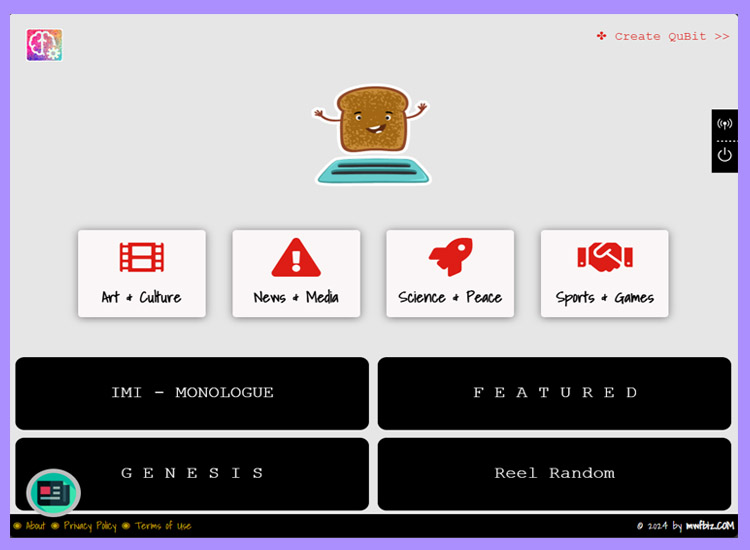 ✤ Create QuBit >>
Art & Culture
News & Media
Science & Peace
Sports & Games
IMI - MONOLOGUE
F E A T U R E D
G E N E S I S
Reel Random
About Privacy Policy Terms of Use
© 2024 by mwfbiz.COM